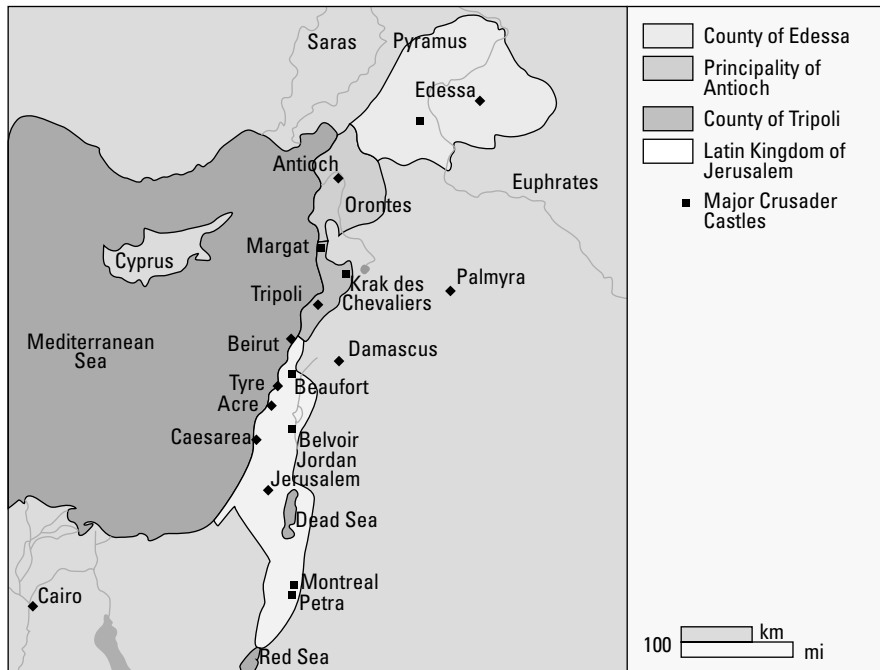 Saras
Pyramus
Edessa
Antioch
Orontes
Euphrates
Margat
Cyprus
Krak des
Chevaliers
Palmyra
Tripoli
Mediterranean
Sea
Beirut
Damascus
Tyre
Beaufort
Acre
Caesarea
Belvoir
Jordan
Jerusalem
Dead Sea
Montreal
Petra
Cairo
Red Sea
County of Edessa
Principality of
Antioch
County of Tripoli
Latin Kingdom of
Jerusalem
Major Crusader
Castles
100 km
mi